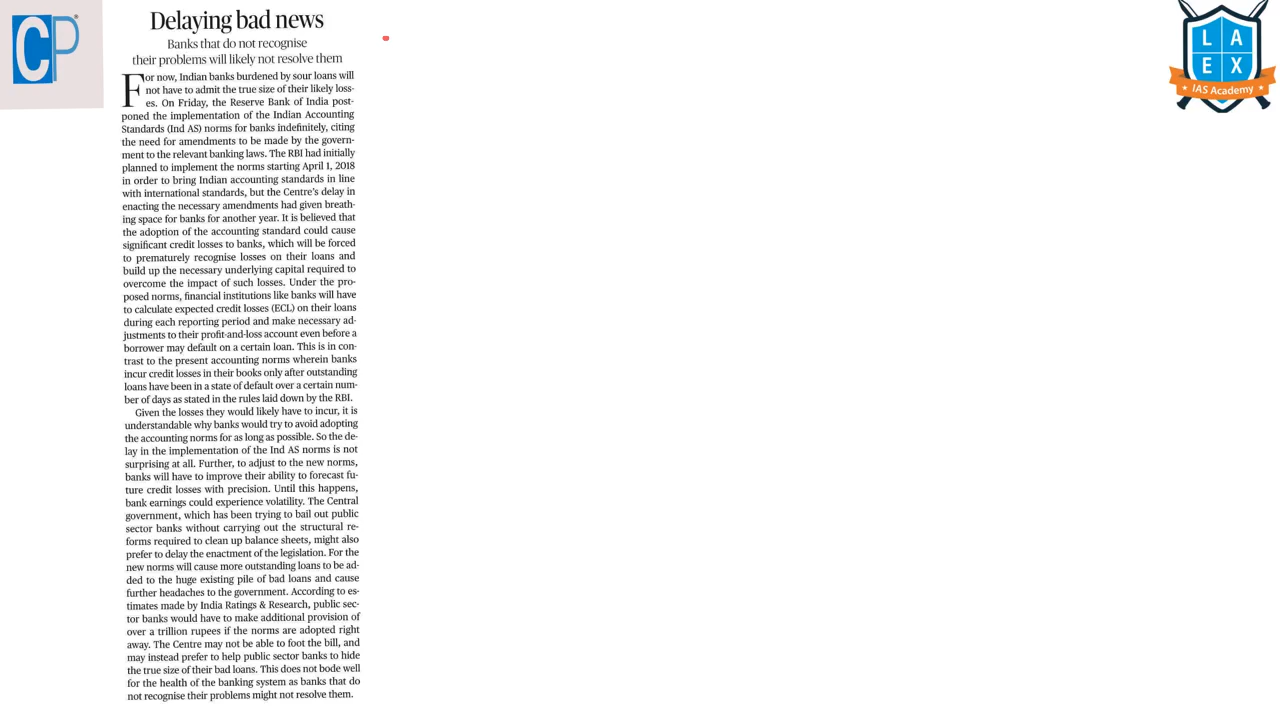 CP
Delaying bad news
Banks that do not recognise
their problems will likely not resolve them
For now, Indian banks burdened by sour loans will
not have to admit the true size of their likely loss-
es. On Friday, the Reserve Bank of India post-
poned the implementation of the Indian Accounting
Standards (Ind AS) norms for banks indefinitely, citing
the need for amendments to be made by the govern-
ment to the relevant banking laws. The RBI had initially
planned to implement the norms starting April 1, 2018
in order to bring Indian accounting standards in line
with international standards, but the Centre's delay in
enacting the necessary amendments had given breath-
ing space for banks for another year. It is believed that
the adoption of the accounting standard could cause
significant credit losses to banks, which will be forced
to prematurely recognise losses on their loans and
build up the necessary underlying capital required to
overcome the impact of such losses. Under the pro-
posed norms, financial institutions like banks will have
to calculate expected credit losses (ECL) on their loans
during each reporting period and make necessary ad-
justments to their profit-and-loss account even before a
borrower may default on a certain loan. This is in con-
trast to the present accounting norms wherein banks
incur credit losses in their books only after outstanding
loans have been in a state of default over a certain num-
ber of days as stated in the rules laid down by the RBI.
Given the losses they would likely have to incur, it is
understandable why banks would try to avoid adopting
the accounting norms for as long as possible. So the de-
lay in the implementation of the Ind AS norms is not
surprising at all. Further, to adjust to the new norms,
banks will have to improve their ability to forecast fu-
ture credit losses with precision. Until this happens,
bank earnings could experience volatility. The Central
government, which has been trying to bail out public
sector banks without carrying out the structural re-
forms required to clean up balance sheets, might also
prefer to delay the enactment of the legislation. For the
new norms will cause more outstanding loans to be ad-
ded to the huge existing pile of bad loans and cause
further headaches to the government. According to es-
timates made by India Ratings & Research, public sec-
tor banks would have to make additional provision of
over a trillion rupees if the norms are adopted right
away. The Centre may not be able to foot the bill, and
may instead prefer to help public sector banks to hide
the true size of their bad loans. This does not bode well
for the health of the banking system as banks that do
not recognise their problems might not resolve them.
L A
E X
IAS Academy